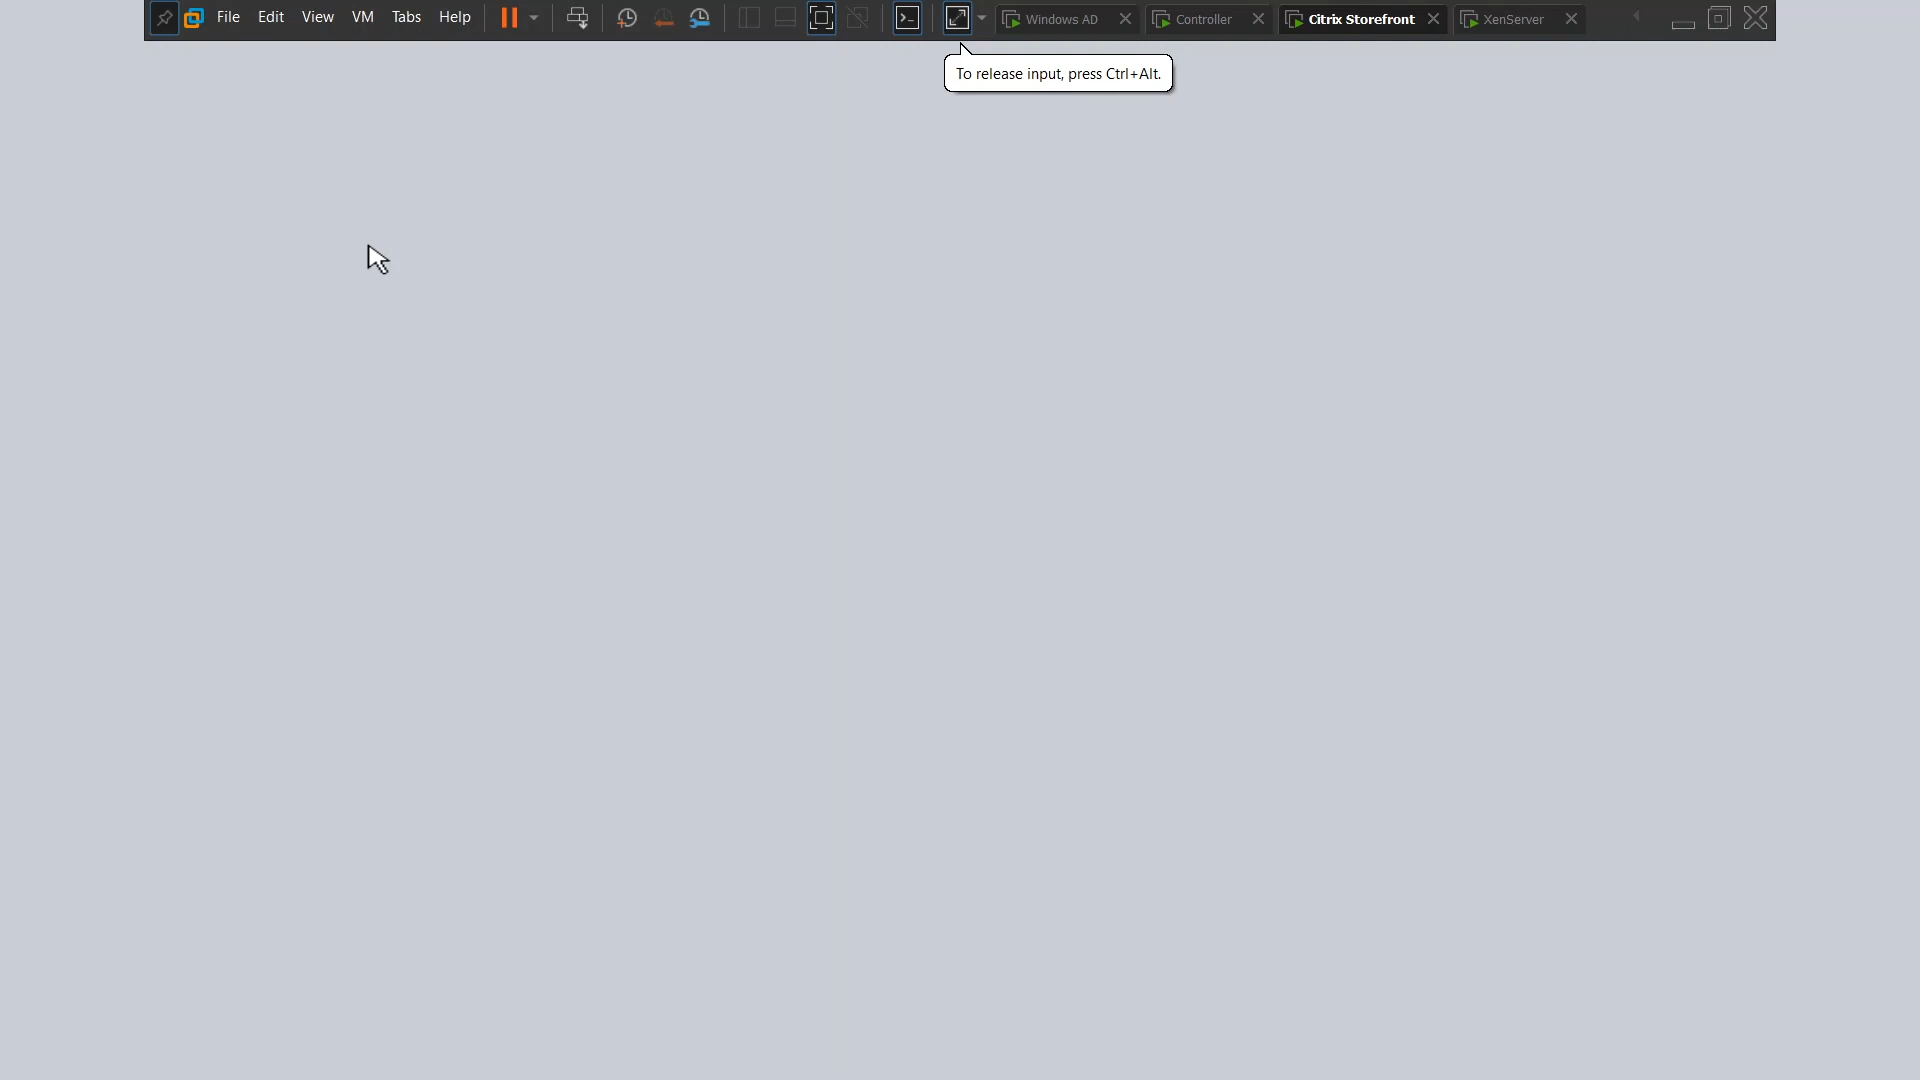 File Edit View VM Tabs Help Windows AD Controller Citrix Storefront XenServer
To release input, press Ctrl+Alt.